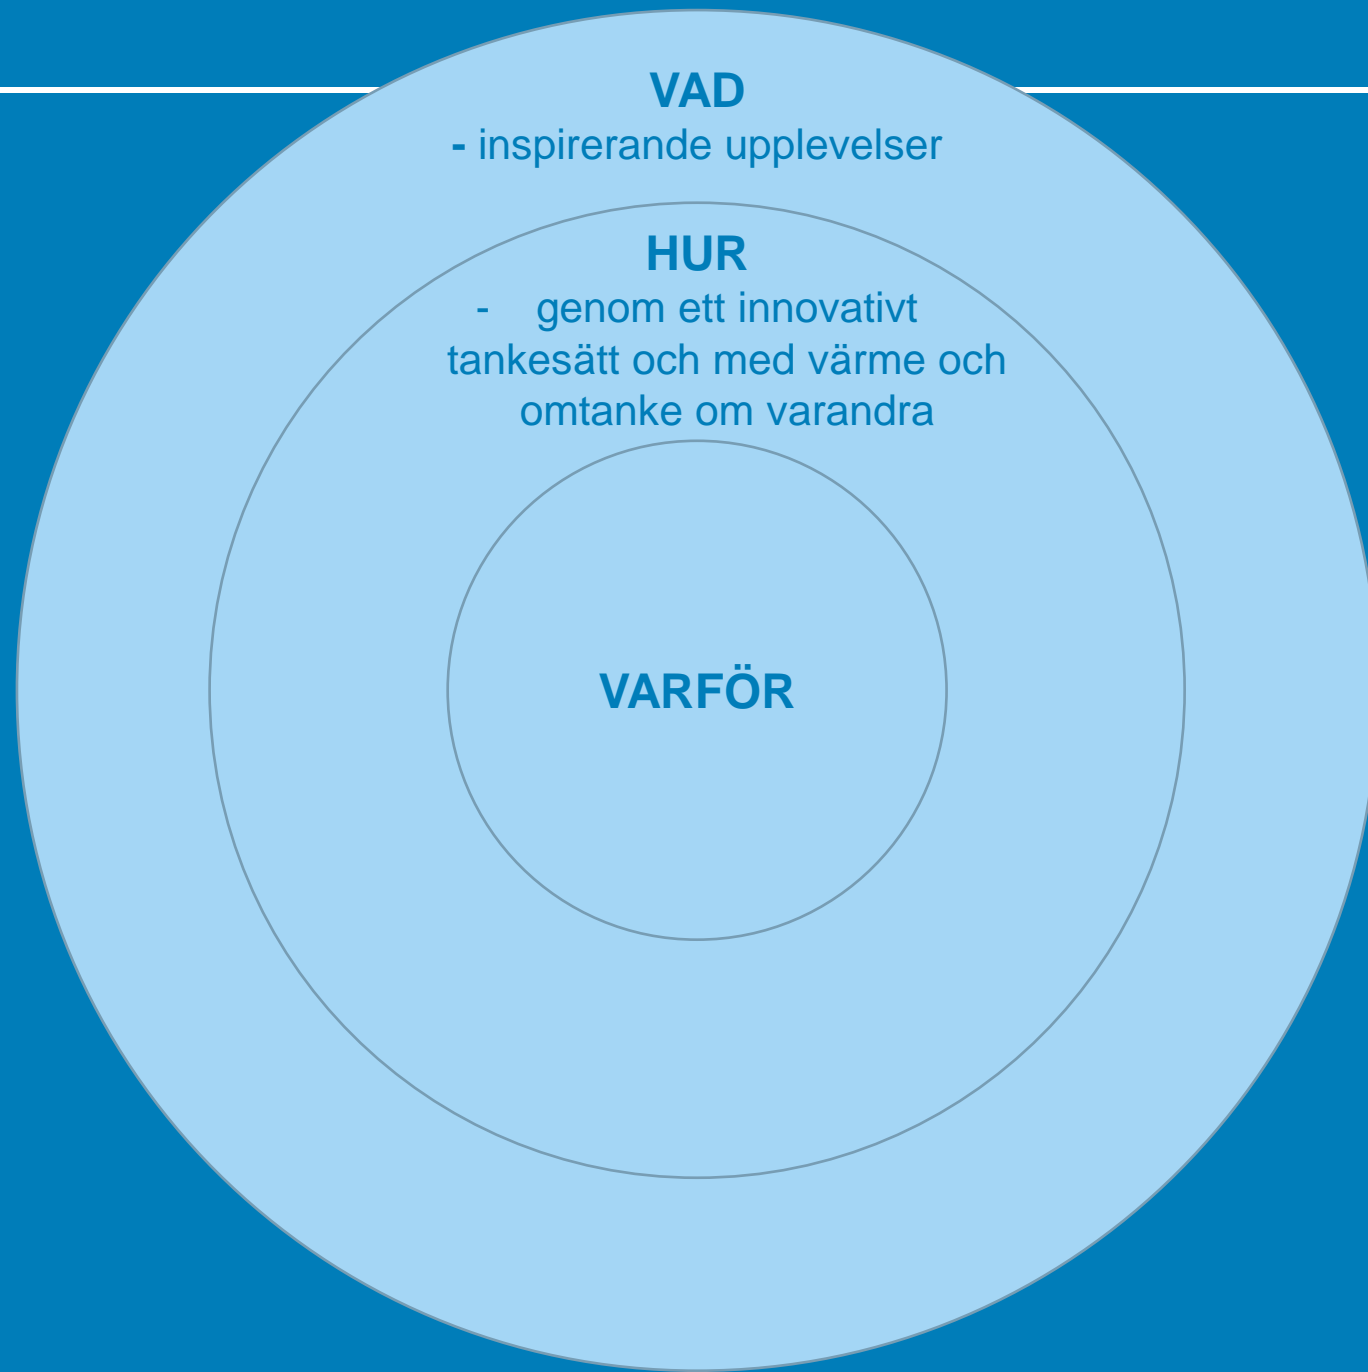 VAD
- inspirerande upplevelser
HUR
- genom ett innovativt
tankesätt och med värme och
omtanke om varandra
VARFÖR